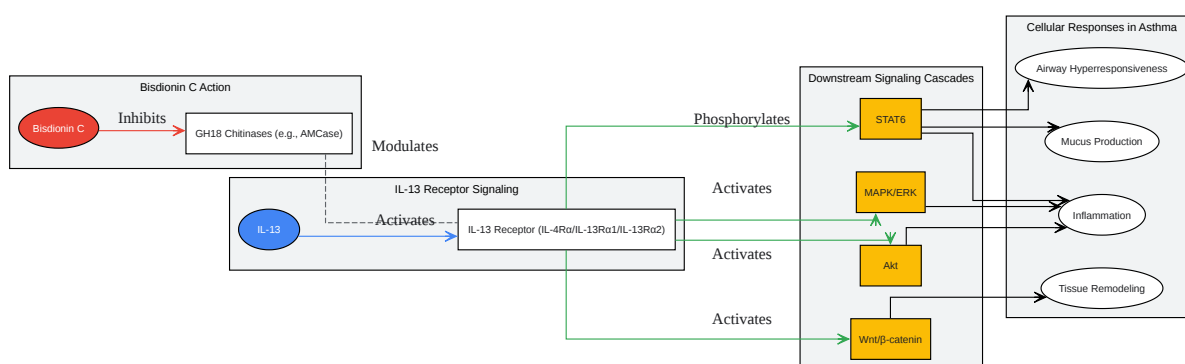 Bisdionin C Action
Bisdionin C
Inhibits
GH18 Chitinases (e.g., AMCase)
Modulates
IL-13 Receptor Signaling
IL-13
Activates
IL-13 Receptor (IL-4Rα/IL-13Rα1/IL-13Rα2)
Phosphorylates
Activates
Activates
Activates
Downstream Signaling Cascades
STAT6
MAPK/ERK
Akt
Wnt/β-catenin
Cellular Responses in Asthma
Airway Hyperresponsiveness
Mucus Production
Inflammation
Tissue Remodeling